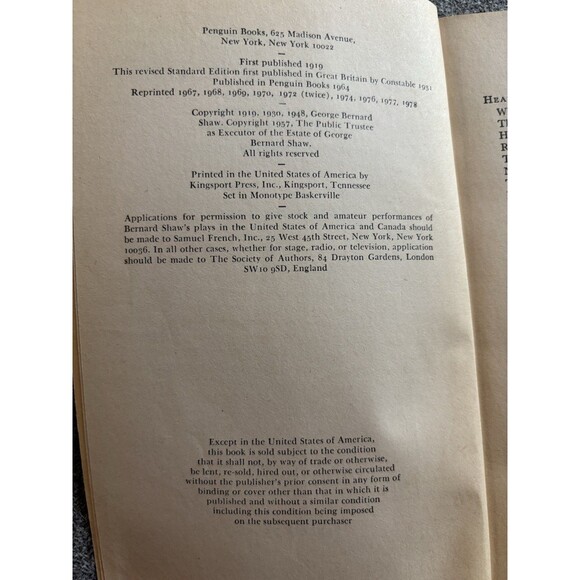 Penguin Books, 625 Madison Avenue,
New York, New York 10022
First published 1919
This revised Standard Edition first published in Great Britain by Constable 1931
Published in Penguin Books 1964
Reprinted 1967, 1968, 1969, 1970, 1972 (twice), 1974, 1976, 1977, 1978
Copyright 1919, 1930, 1948, George Bernard
Shaw. Copyright 1957, The Public Trustee
as Executor of the Estate of George
Bernard Shaw.
All rights reserved
Printed in the United States of America by
Kingsport Press, Inc., Kingsport, Tennessee
Set in Monotype Baskerville
Applications for permission to give stock and amateur performances of
Bernard Shaw's plays in the United States of America and Canada should
be made to Samuel French, Inc., 25 West 45th Street, New York, New York
10036. In all other cases, whether for stage, radio, or television, application
should be made to The Society of Authors, 84 Drayton Gardens, London
SW10 9SD, England
Except in the United States of America,
this book is sold subject to the condition
that it shall not, by way of trade or otherwise,
be lent, re-sold, hired out, or otherwise circulated
without the publisher's prior consent in any form of
binding or cover other than that in which it is
published and without a similar condition
including this condition being imposed
on the subsequent purchaser
HEA
W
T
H
R
T